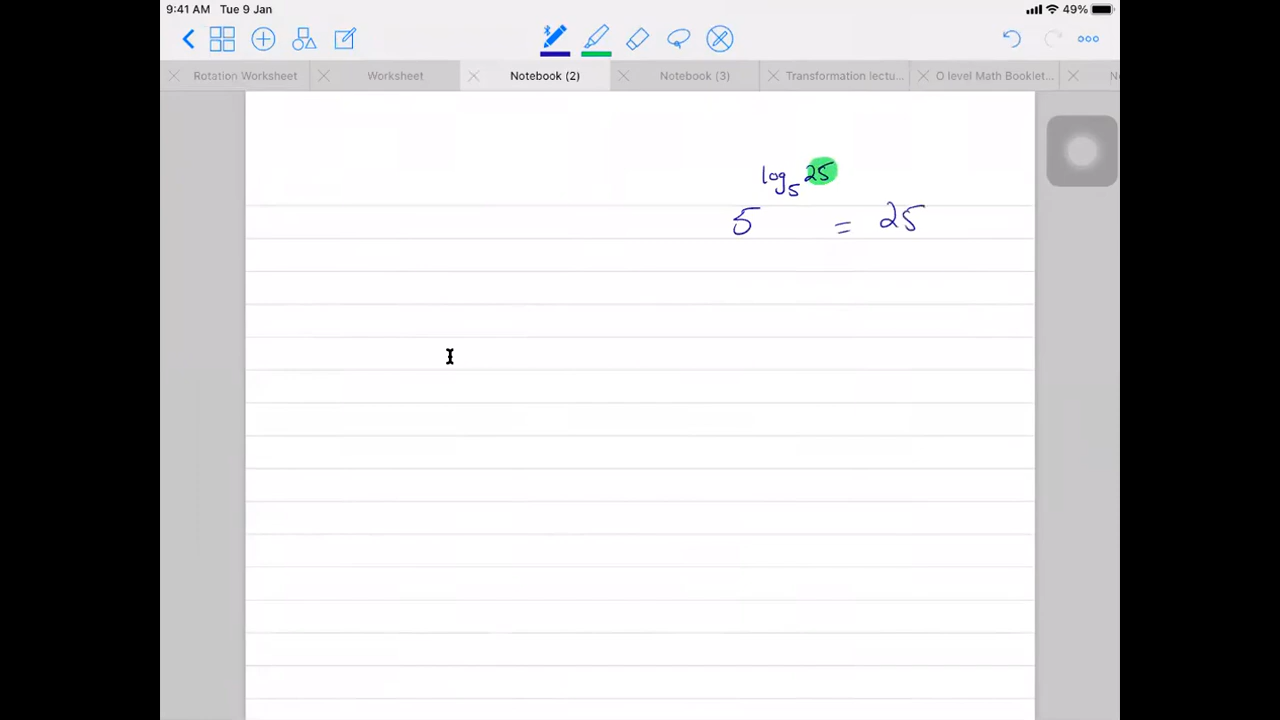 9:41 AM Tue 9 Jan 49%
Rotation Worksheet Worksheet Notebook (2) Notebook (3) Transformation lectu... O level Math Booklet...
log₅ 25
5 = 25